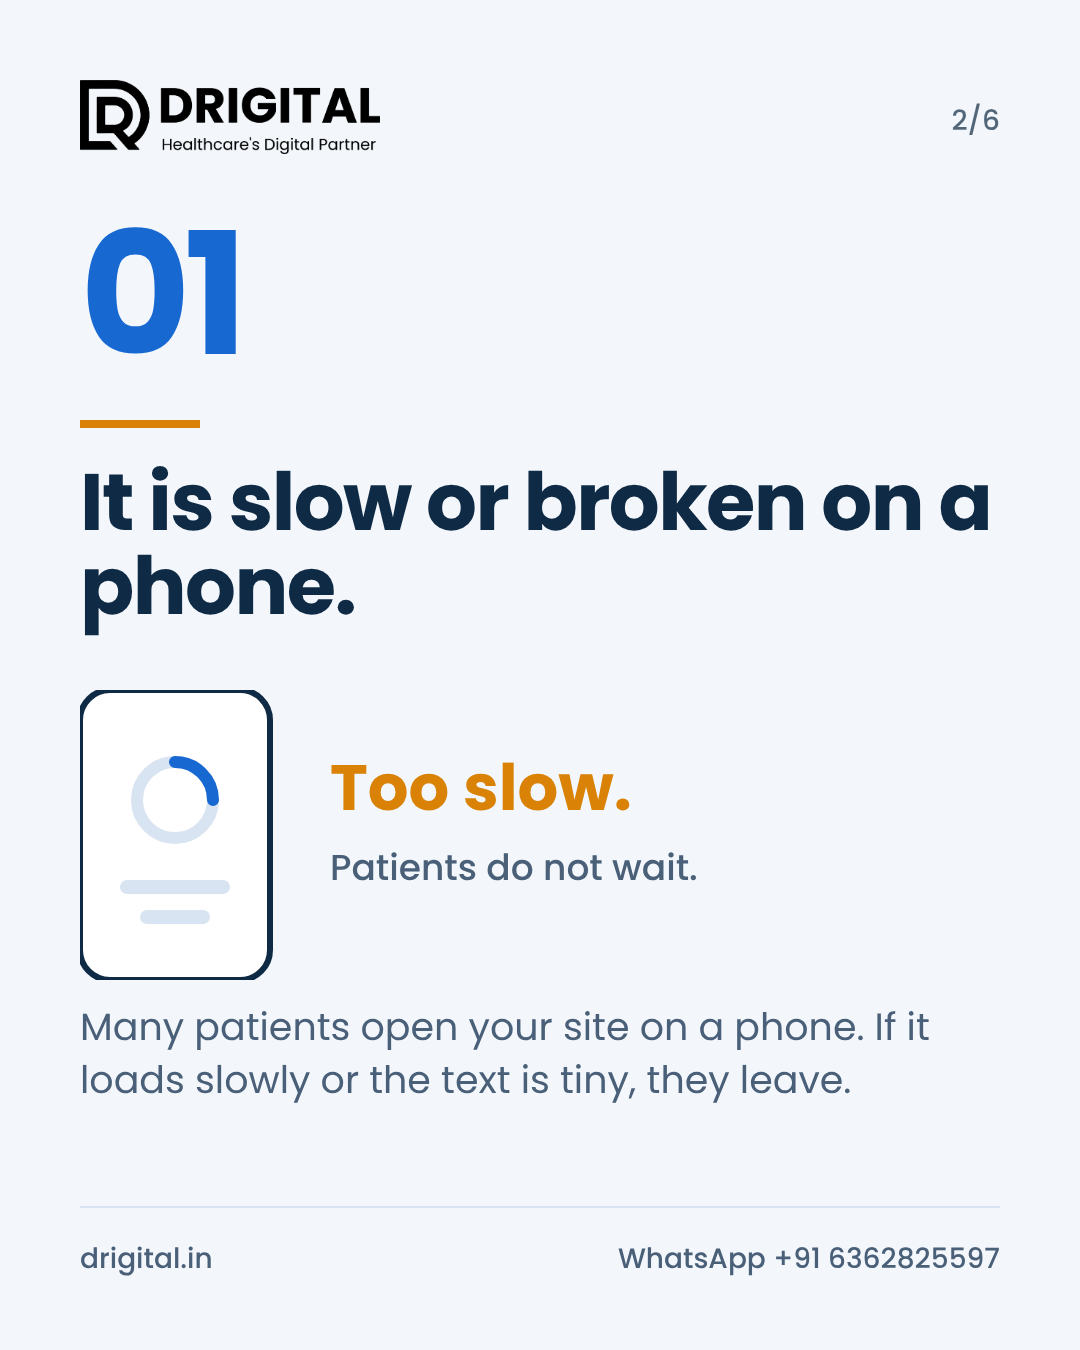 DRIGITAL
Healthcare's Digital Partner
2/6
01
It is slow or broken on a
phone.
Too slow.
Patients do not wait.
Many patients open your site on a phone. If it
loads slowly or the text is tiny, they leave.
drigital.in
WhatsApp +91 6362825597